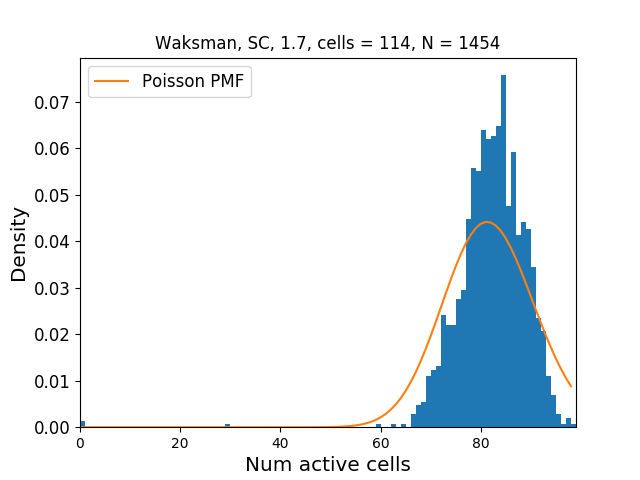 Waksman, SC, 1.7, cells = 114, N = 1454
Poisson PMF
0.07
0.06
0.05
0.04
0.03
0.02
0.01
0.00
Density
0 20 40 60 80
Num active cells